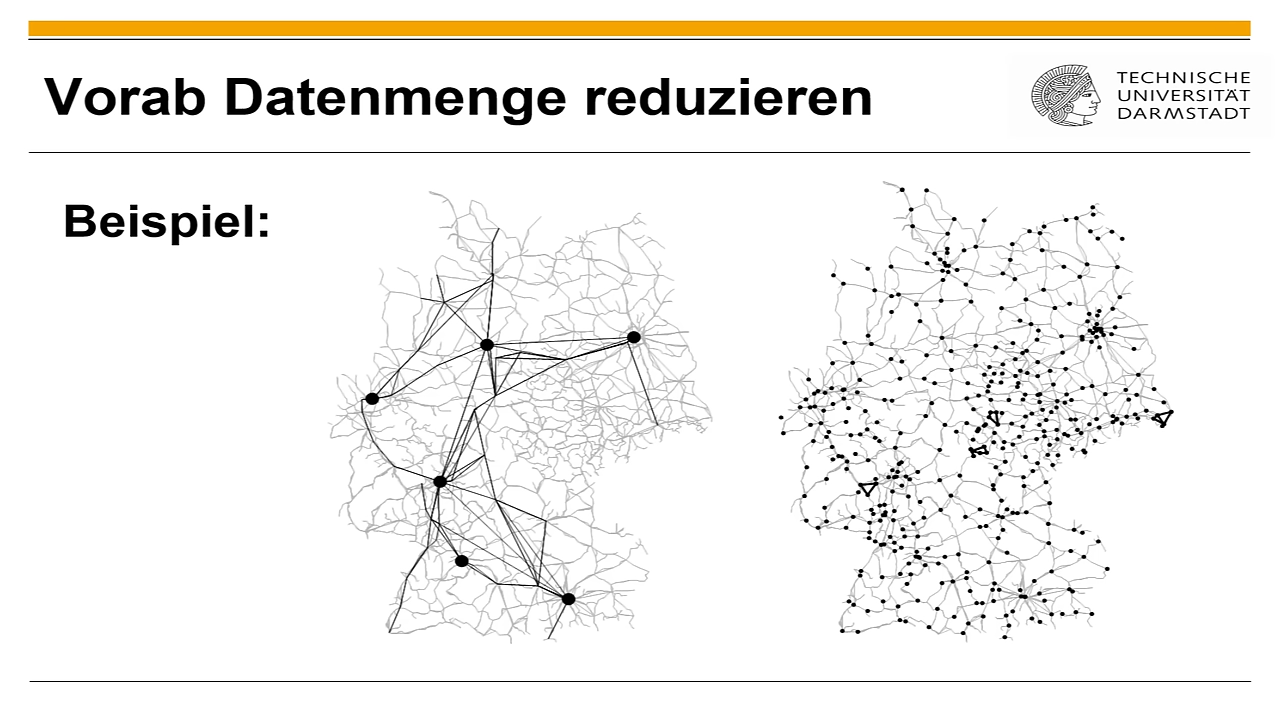 Vorab Datenmenge reduzieren
TECHNISCHE
UNIVERSITÄT
DARMSTADT
Beispiel: